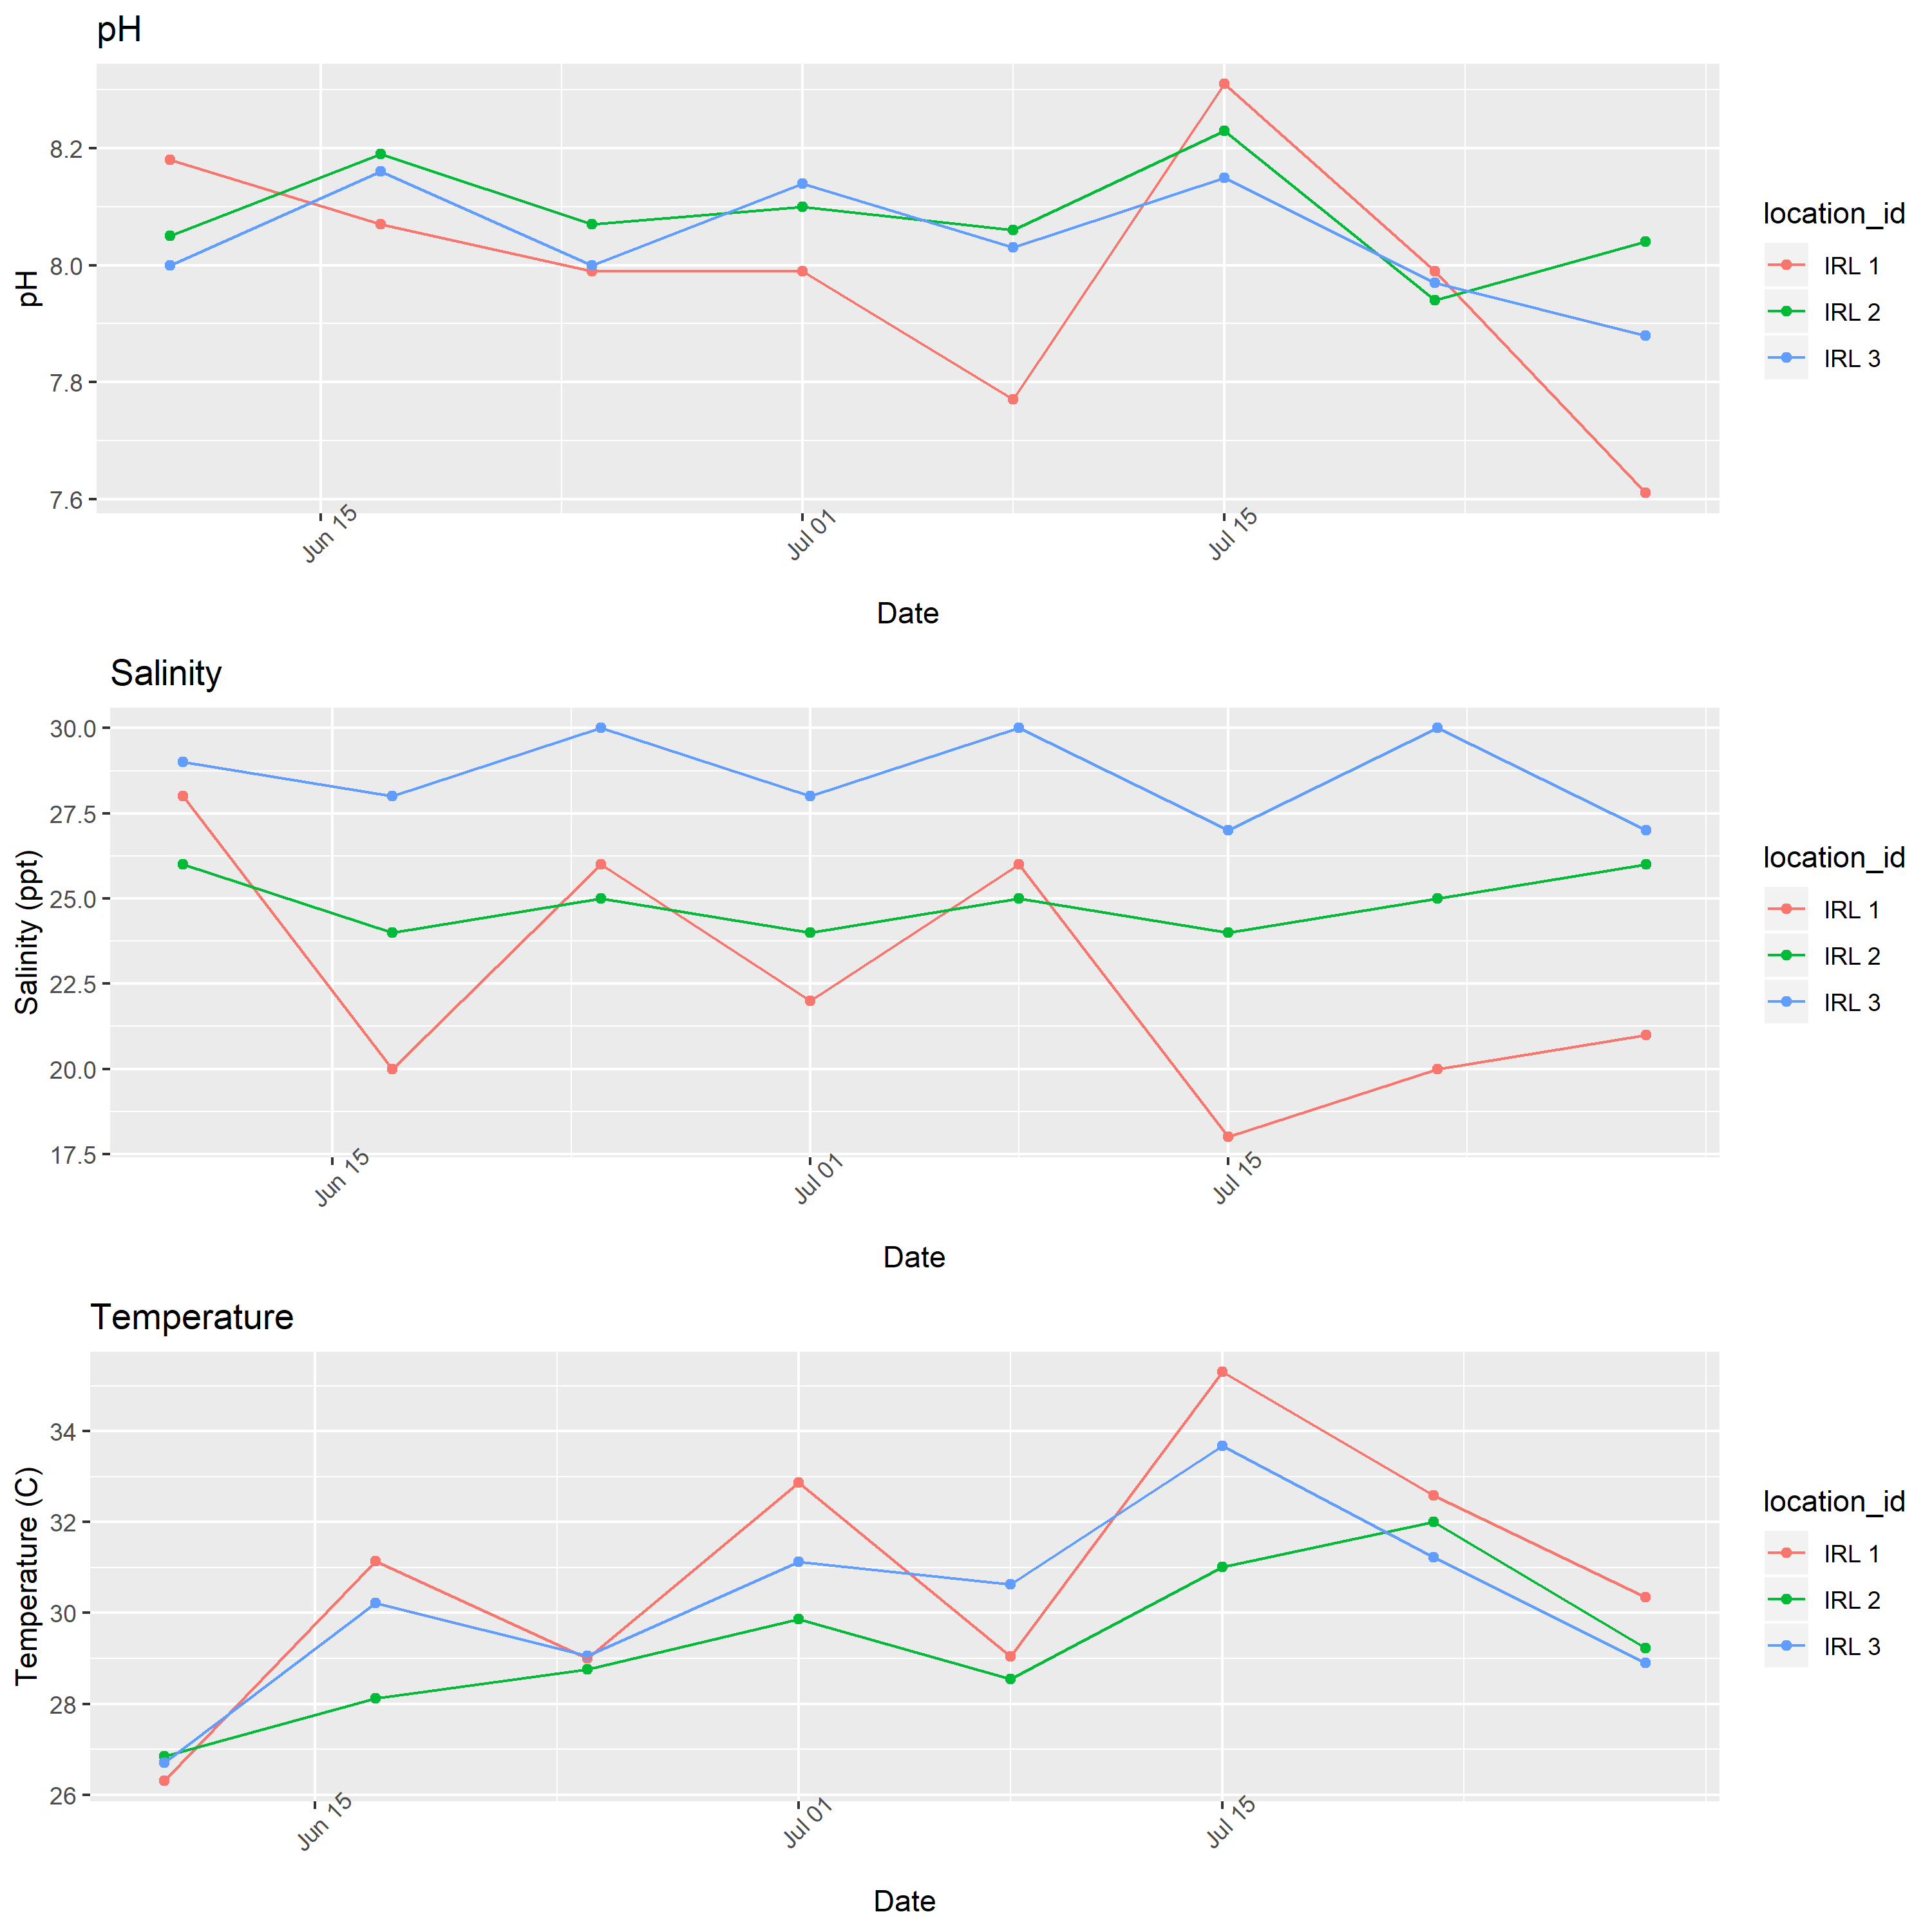 pH
8.2
8.0
7.8
7.6
pH
Jun 15
Jul 01
Jul 15
Date
location_id
IRL 1
IRL 2
IRL 3
Salinity
30.0
27.5
25.0
22.5
20.0
17.5
Salinity (ppt)
Jun 15
Jul 01
Jul 15
Date
location_id
IRL 1
IRL 2
IRL 3
Temperature
34
32
30
28
26
Temperature (C)
Jun 15
Jul 01
Jul 15
Date
location_id
IRL 1
IRL 2
IRL 3